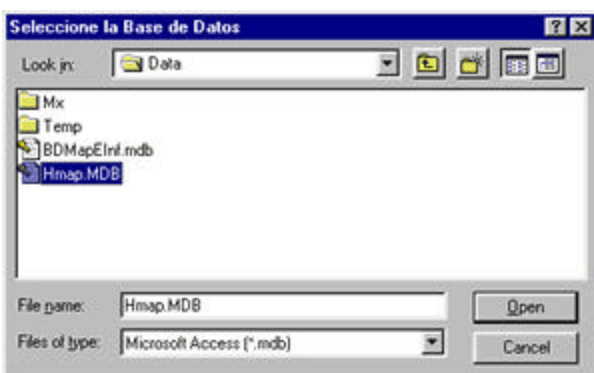 Seleccione la Base de Datos
Look in: Data
Mx
Temp
BDMapEInf.mdb
Hmap.MDB
File name: Hmap.MDB Open
Files of type: Microsoft Access (*.mdb) Cancel